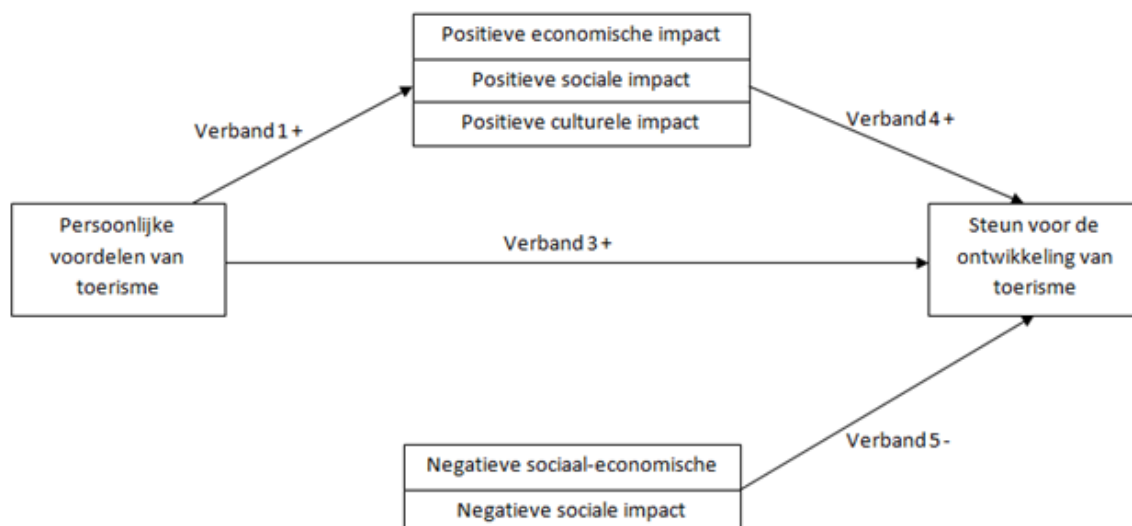 Positieve economische impact
Positieve sociale impact
Positieve culturele impact
Verband 1 +
Verband 4 +
Persoonlijke
voordelen van
toerisme
Verband 3 +
Steun voor de
ontwikkeling van
toerisme
Verband 5 -
Negatieve sociaal-economische
Negatieve sociale impact